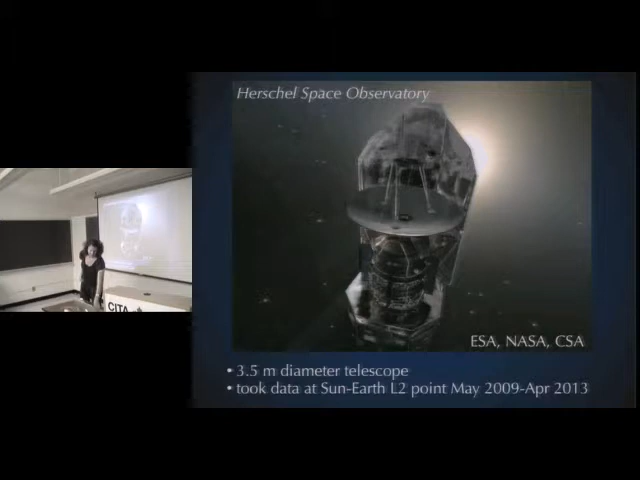 Herschel Space Observatory
ESA, NASA, CSA
• 3.5 m diameter telescope
• took data at Sun-Earth L2 point May 2009-Apr 2013
CITA